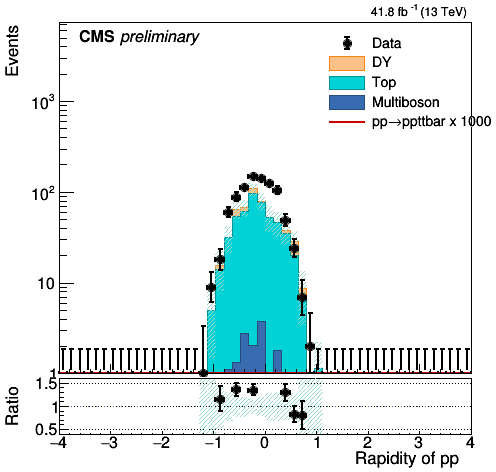 41.8 fb⁻¹ (13 TeV)
CMS preliminary
Events
Data
DY
Top
Multiboson
pp→ppttbar x 1000
10³
10²
10
1
Ratio
1.5
1
0.5
−4 −3 −2 −1 0 1 2 3 4
Rapidity of pp